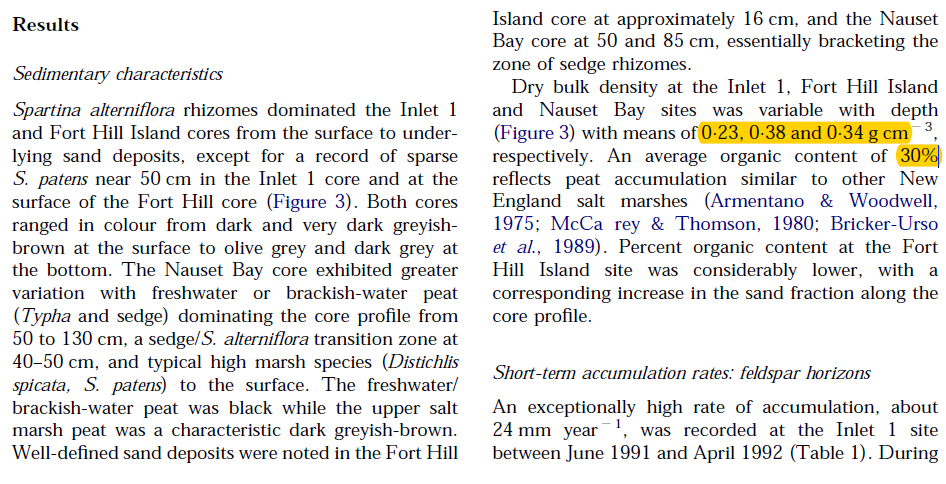 Results
Sedimentary characteristics
Spartina alterniflora rhizomes dominated the Inlet 1
and Fort Hill Island cores from the surface to under-
lying sand deposits, except for a record of sparse
S. patens near 50 cm in the Inlet 1 core and at the
surface of the Fort Hill core (Figure 3). Both cores
ranged in colour from dark and very dark greyish-
brown at the surface to olive grey and dark grey at
the bottom. The Nauset Bay core exhibited greater
variation with freshwater or brackish-water peat
(Typha and sedge) dominating the core profile from
50 to 130 cm, a sedge/S. alterniflora transition zone at
40–50 cm, and typical high marsh species (Distichlis
spicata, S. patens) to the surface. The freshwater/
brackish-water peat was black while the upper salt
marsh peat was a characteristic dark greyish-brown.
Well-defined sand deposits were noted in the Fort Hill
Island core at approximately 16 cm, and the Nauset
Bay core at 50 and 85 cm, essentially bracketing the
zone of sedge rhizomes.
Dry bulk density at the Inlet 1, Fort Hill Island
and Nauset Bay sites was variable with depth
(Figure 3) with means of 0·23, 0·38 and 0·34 g cm⁻³,
respectively. An average organic content of 30%
reflects peat accumulation similar to other New
England salt marshes (Armentano & Woodwell,
1975; McCa rey & Thomson, 1980; Bricker-Urso
et al., 1989). Percent organic content at the Fort
Hill Island site was considerably lower, with a
corresponding increase in the sand fraction along the
core profile.
Short-term accumulation rates: feldspar horizons
An exceptionally high rate of accumulation, about
24 mm year⁻¹, was recorded at the Inlet 1 site
between June 1991 and April 1992 (Table 1). During